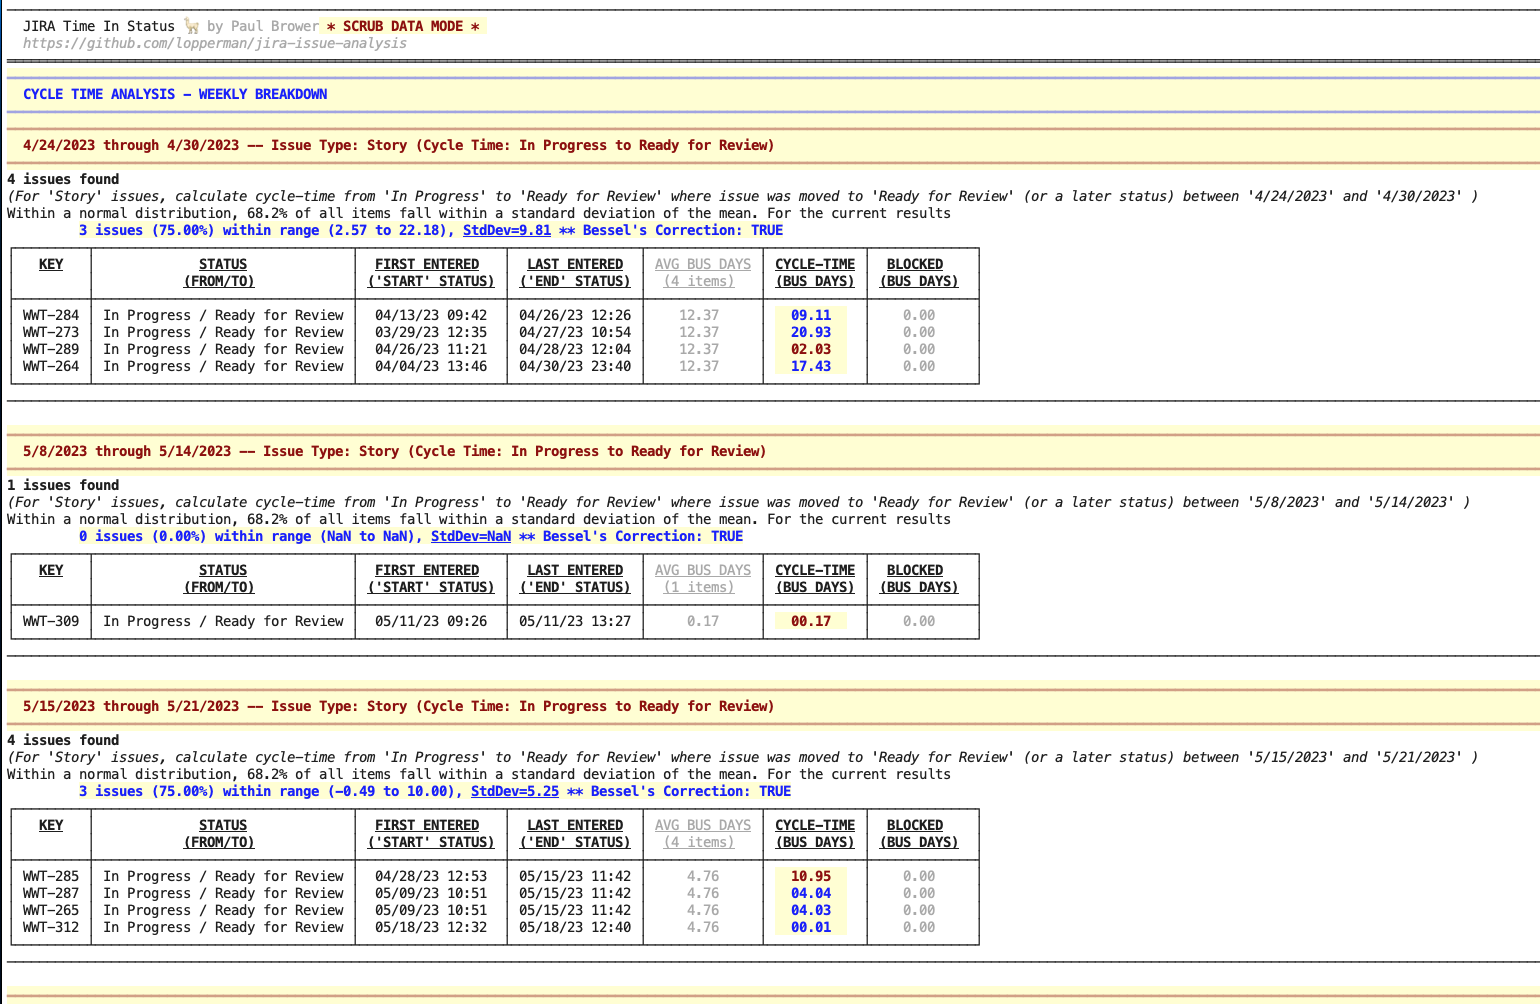 JIRA Time In Status 🦙 by Paul Brower * SCRUB DATA MODE *
https://github.com/lopperman/jira-issue-analysis
CYCLE TIME ANALYSIS - WEEKLY BREAKDOWN
4/24/2023 through 4/30/2023 -- Issue Type: Story (Cycle Time: In Progress to Ready for Review)
4 issues found
(For 'Story' issues, calculate cycle-time from 'In Progress' to 'Ready for Review' where issue was moved to 'Ready for Review' (or a later status) between '4/24/2023' and '4/30/2023' )
Within a normal distribution, 68.2% of all items fall within a standard deviation of the mean. For the current results
3 issues (75.00%) within range (2.57 to 22.18), StdDev=9.81 ** Bessel's Correction: TRUE
KEY STATUS FIRST ENTERED LAST ENTERED AVG BUS DAYS CYCLE-TIME BLOCKED
(FROM/TO) ('START' STATUS) ('END' STATUS) (4 items) (BUS DAYS) (BUS DAYS)
WWT-284 In Progress / Ready for Review 04/13/23 09:42 04/26/23 12:26 12.37 09.11 0.00
WWT-273 In Progress / Ready for Review 03/29/23 12:35 04/27/23 10:54 12.37 20.93 0.00
WWT-289 In Progress / Ready for Review 04/26/23 11:21 04/28/23 12:04 12.37 02.03 0.00
WWT-264 In Progress / Ready for Review 04/04/23 13:46 04/30/23 23:40 12.37 17.43 0.00
5/8/2023 through 5/14/2023 -- Issue Type: Story (Cycle Time: In Progress to Ready for Review)
1 issues found
(For 'Story' issues, calculate cycle-time from 'In Progress' to 'Ready for Review' where issue was moved to 'Ready for Review' (or a later status) between '5/8/2023' and '5/14/2023' )
Within a normal distribution, 68.2% of all items fall within a standard deviation of the mean. For the current results
0 issues (0.00%) within range (NaN to NaN), StdDev=NaN ** Bessel's Correction: TRUE
KEY STATUS FIRST ENTERED LAST ENTERED AVG BUS DAYS CYCLE-TIME BLOCKED
(FROM/TO) ('START' STATUS) ('END' STATUS) (1 items) (BUS DAYS) (BUS DAYS)
WWT-309 In Progress / Ready for Review 05/11/23 09:26 05/11/23 13:27 0.17 00.17 0.00
5/15/2023 through 5/21/2023 -- Issue Type: Story (Cycle Time: In Progress to Ready for Review)
4 issues found
(For 'Story' issues, calculate cycle-time from 'In Progress' to 'Ready for Review' where issue was moved to 'Ready for Review' (or a later status) between '5/15/2023' and '5/21/2023' )
Within a normal distribution, 68.2% of all items fall within a standard deviation of the mean. For the current results
3 issues (75.00%) within range (-0.49 to 10.00), StdDev=5.25 ** Bessel's Correction: TRUE
KEY STATUS FIRST ENTERED LAST ENTERED AVG BUS DAYS CYCLE-TIME BLOCKED
(FROM/TO) ('START' STATUS) ('END' STATUS) (4 items) (BUS DAYS) (BUS DAYS)
WWT-285 In Progress / Ready for Review 04/28/23 12:53 05/15/23 11:42 4.76 10.95 0.00
WWT-287 In Progress / Ready for Review 05/09/23 10:51 05/15/23 11:42 4.76 04.04 0.00
WWT-265 In Progress / Ready for Review 05/09/23 10:51 05/15/23 11:42 4.76 04.03 0.00
WWT-312 In Progress / Ready for Review 05/18/23 12:32 05/18/23 12:40 4.76 00.01 0.00